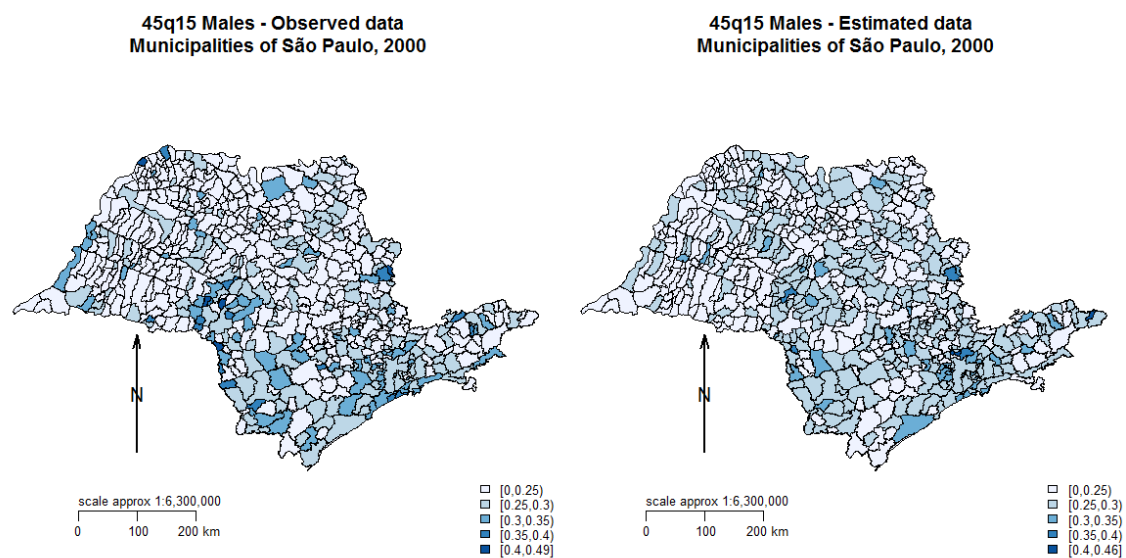 45q15 Males - Observed data
Municipalities of São Paulo, 2000
N
scale approx 1:6,300,000
0 100 200 km
[0,0.25)
[0.25,0.3)
[0.3,0.35)
[0.35,0.4)
[0.4,0.49]
45q15 Males - Estimated data
Municipalities of São Paulo, 2000
N
scale approx 1:6,300,000
0 100 200 km
[0,0.25)
[0.25,0.3)
[0.3,0.35)
[0.35,0.4)
[0.4,0.46]